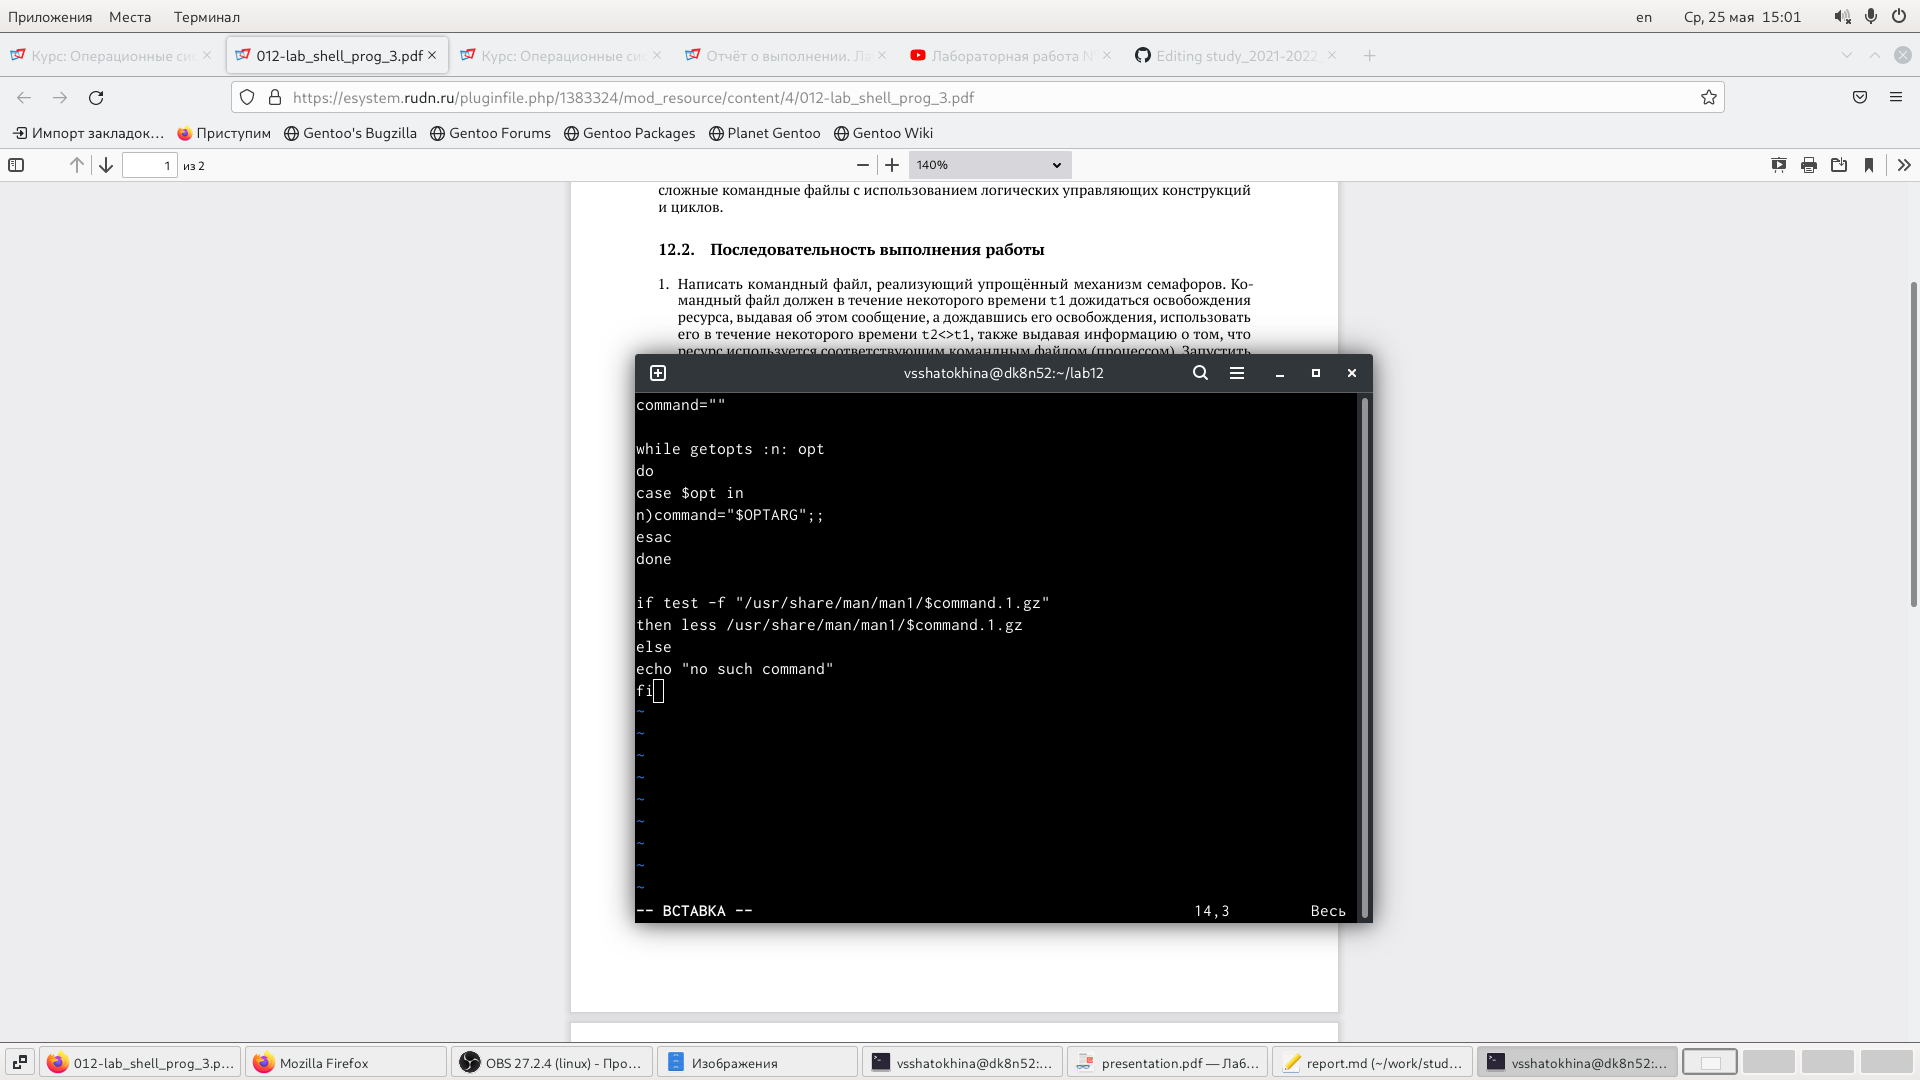 Приложения Места Терминал en Ср, 25 мая 15:01
Курс: Операционные си 012-lab_shell_prog_3.pdf Курс: Операционные си Отчёт о выполнении. Ла Лабораторная работа N Editing study_2021-2022
https://esystem.rudn.ru/pluginfile.php/1383324/mod_resource/content/4/012-lab_shell_prog_3.pdf
Импорт закладок… Приступим Gentoo's Bugzilla Gentoo Forums Gentoo Packages Planet Gentoo Gentoo Wiki
1 из 2 140%
сложные командные файлы с использованием логических управляющих конструкций
и циклов.
12.2. Последовательность выполнения работы
1. Написать командный файл, реализующий упрощённый механизм семафоров. Ко-
мандный файл должен в течение некоторого времени t1 дожидаться освобождения
ресурса, выдавая об этом сообщение, а дождавшись его освобождения, использовать
его в течение некоторого времени t2<>t1, также выдавая информацию о том, что
ресурс используется соответствующим командным файлом (процессом). Запустить
vsshatokhina@dk8n52:~/lab12
command=""
while getopts :n: opt
do
case $opt in
n)command="$OPTARG";;
esac
done
if test -f "/usr/share/man/man1/$command.1.gz"
then less /usr/share/man/man1/$command.1.gz
else
echo "no such command"
fi
~
~
~
~
~
~
~
~
~
-- ВСТАВКА -- 14,3 Весь
012-lab_shell_prog_3.p… Mozilla Firefox OBS 27.2.4 (linux) - Про… Изображения vsshatokhina@dk8n52:… presentation.pdf — Лаб… report.md (~/work/stud… vsshatokhina@dk8n52:…